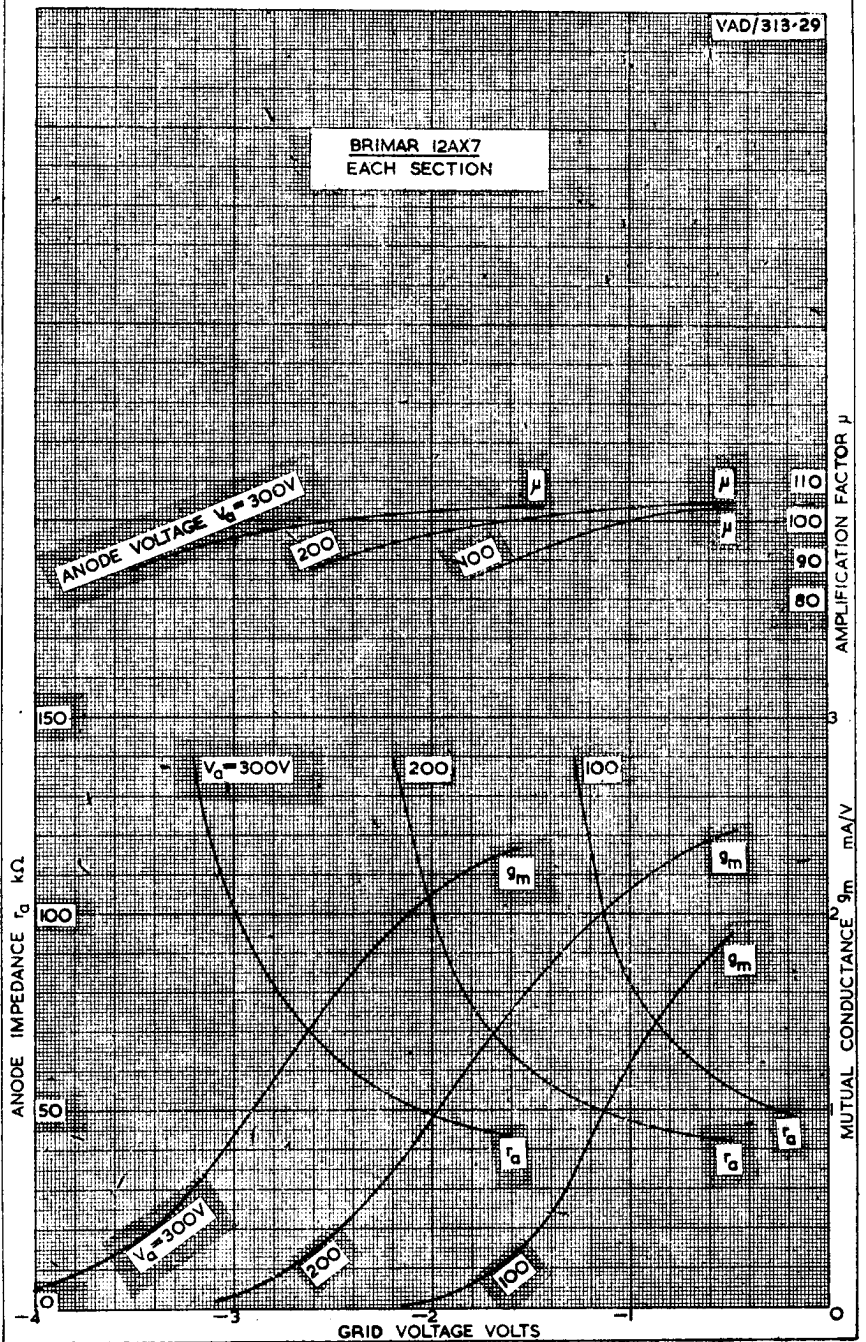 VAD/313·29
BRIMAR 12AX7
EACH SECTION
μ
μ
110
ANODE VOLTAGE Va=300V
200
100
μ
100
90
80
AMPLIFICATION FACTOR μ
150
3
Va=300V
200
100
gm
gm
100
2
gm
ANODE IMPEDANCE ra kΩ
MUTUAL CONDUCTANCE gm mA/V
50
1
ra
ra
ra
Va=300V
200
100
0
-4
-3
-2
-1
0
GRID VOLTAGE VOLTS